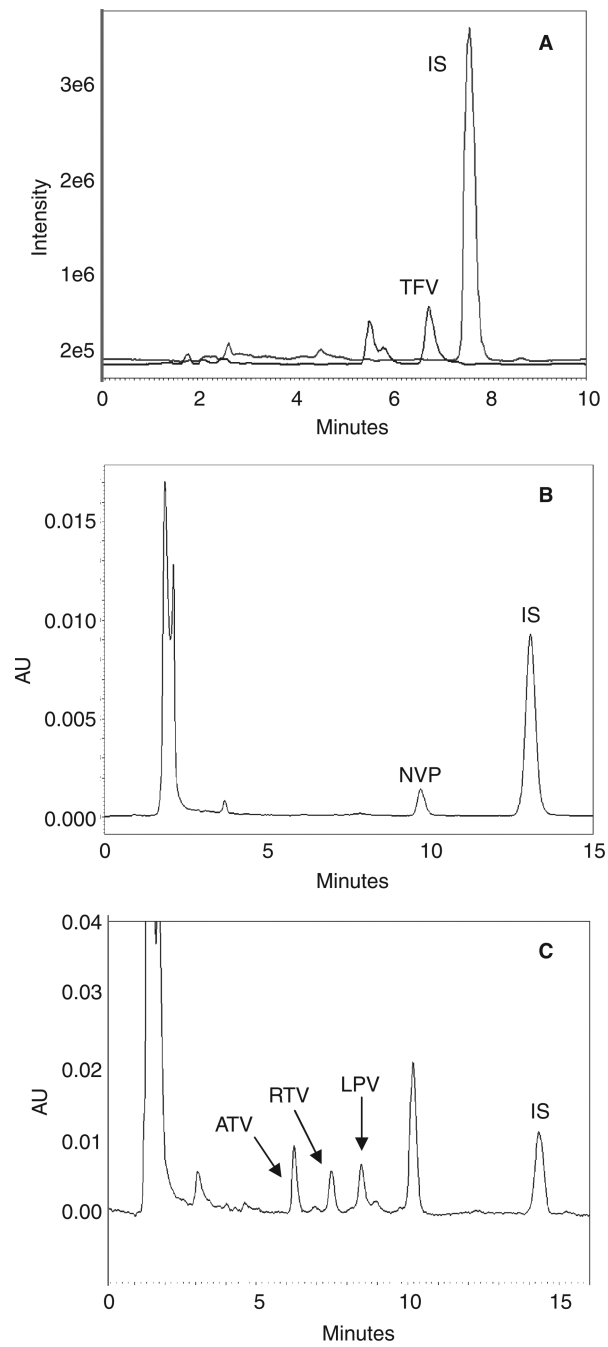 A
IS
3e6
2e6
Intensity
1e6
TFV
2e5
0 2 4 6 8 10
Minutes
B
0.015
IS
0.010
AU
0.005
NVP
0.000
0 5 10 15
Minutes
0.04
C
0.03
0.02
LPV
RTV
AU
IS
ATV
0.01
0.00
0 5 10 15
Minutes